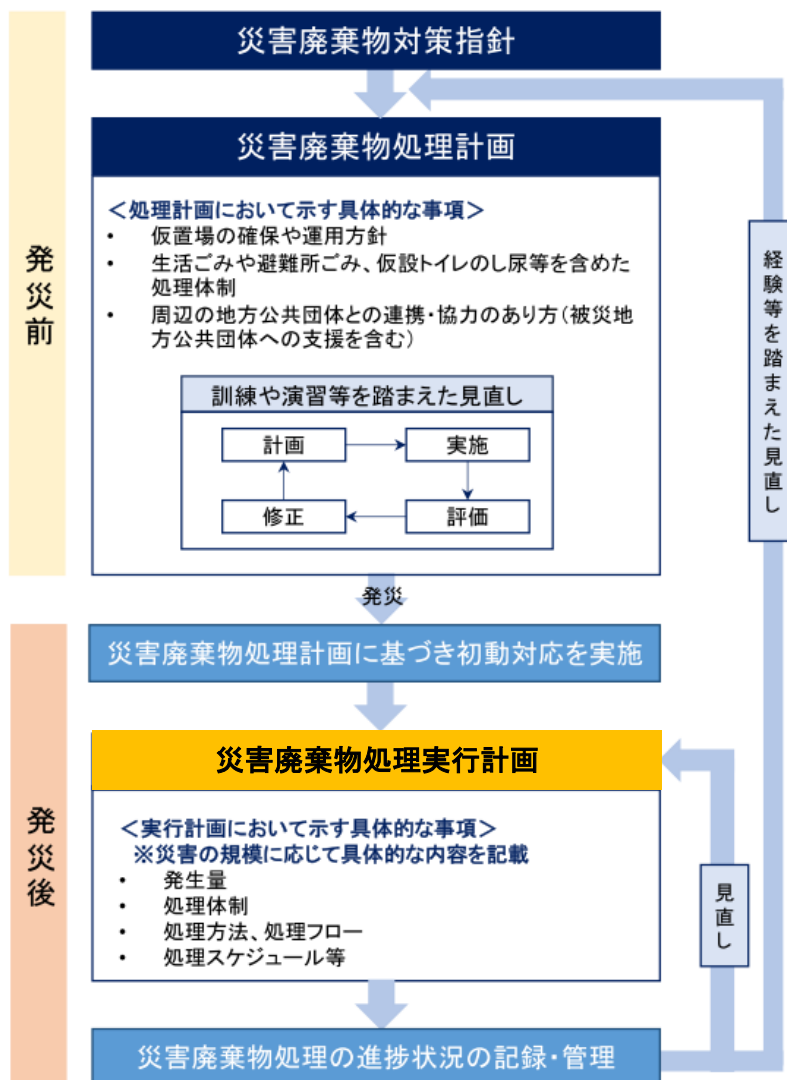 災害廃棄物対策指針
発災前
災害廃棄物処理計画
＜処理計画において示す具体的な事項＞
• 仮置場の確保や運用方針
• 生活ごみや避難所ごみ、仮設トイレのし尿等を含めた
処理体制
• 周辺の地方公共団体との連携・協力のあり方（被災地
方公共団体への支援を含む）
訓練や演習等を踏まえた見直し
計画
実施
修正
評価
経験等を踏まえた見直し
発災
発災後
災害廃棄物処理計画に基づき初動対応を実施
災害廃棄物処理実行計画
＜実行計画において示す具体的な事項＞
※災害の規模に応じて具体的な内容を記載
• 発生量
• 処理体制
• 処理方法、処理フロー
• 処理スケジュール等
見直し
災害廃棄物処理の進捗状況の記録・管理